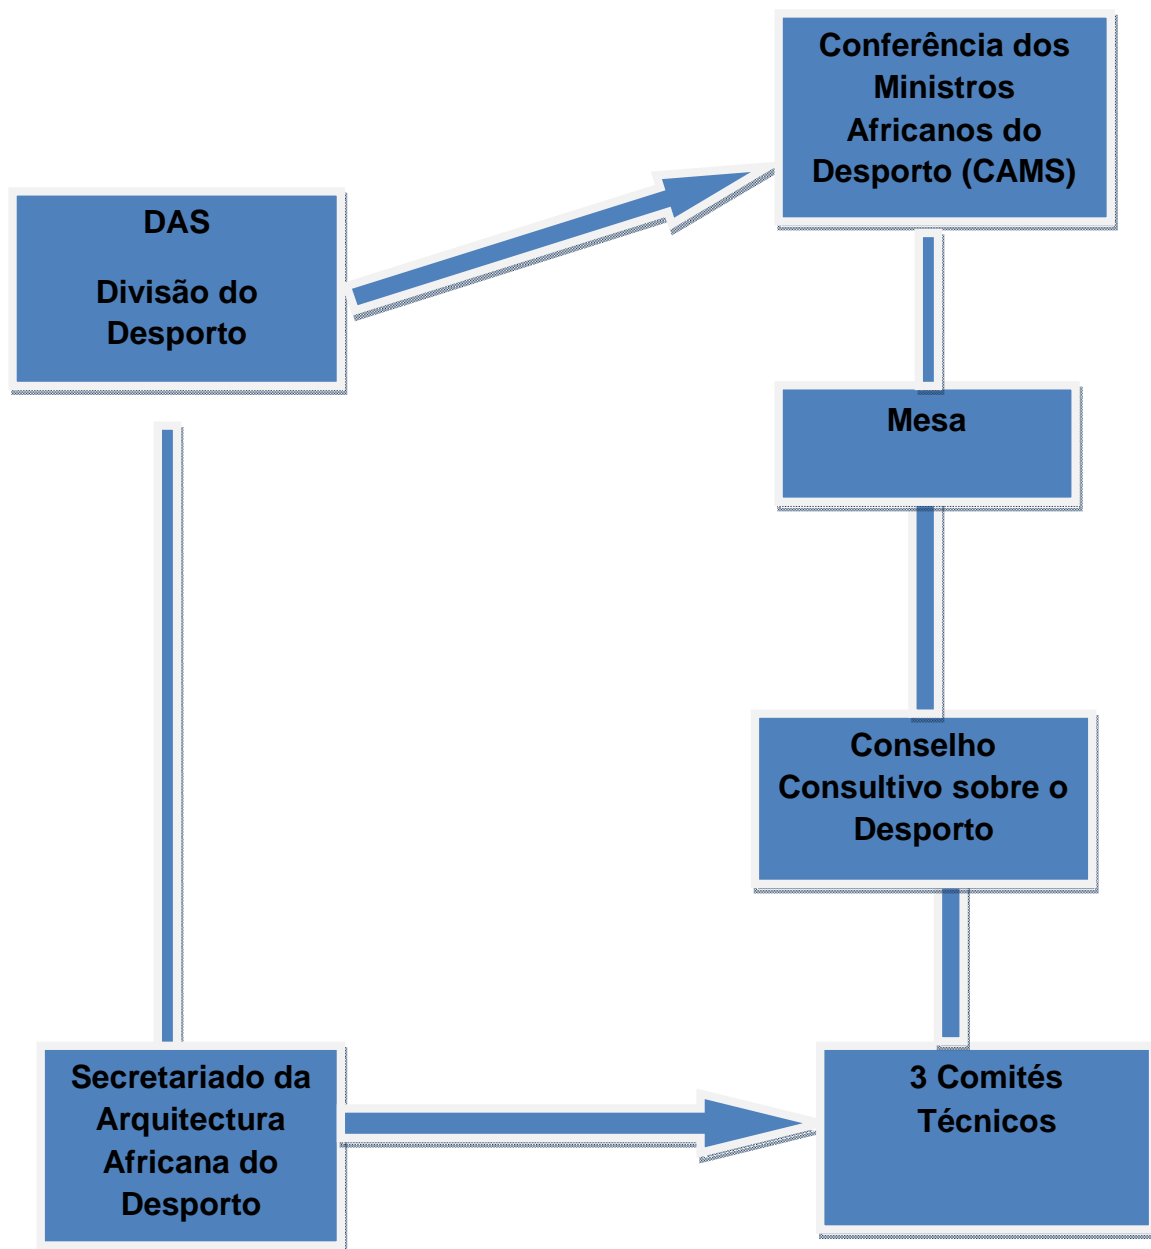 Conferência dos
Ministros
Africanos do
Desporto (CAMS)
DAS
Divisão do
Desporto
Mesa
Conselho
Consultivo sobre o
Desporto
Secretariado da
Arquitectura
Africana do
Desporto
3 Comités
Técnicos